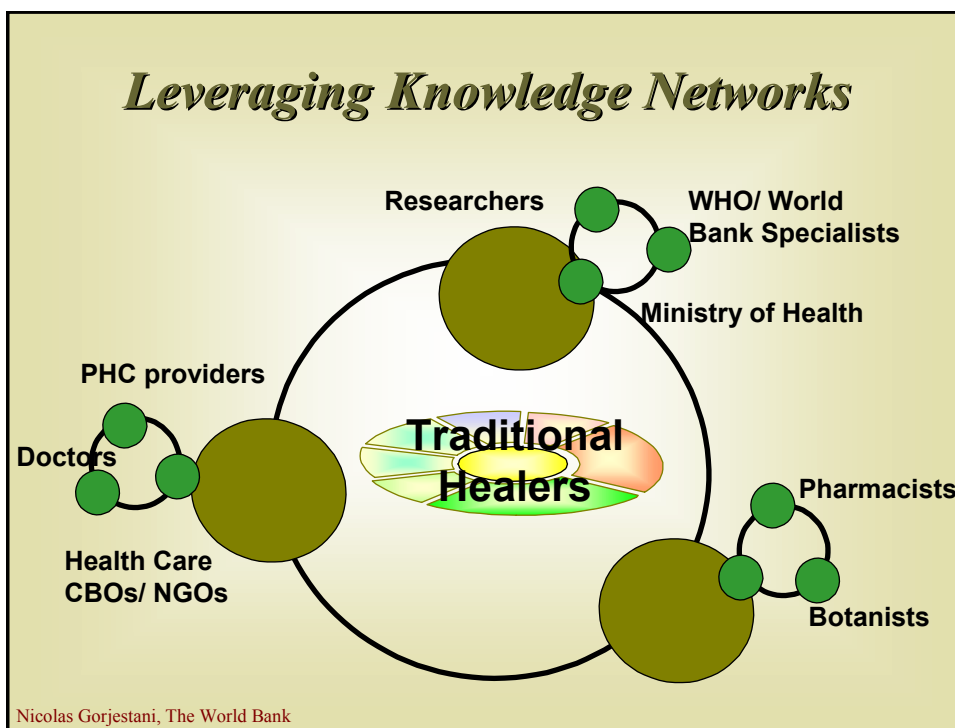 Leveraging Knowledge Networks
Researchers
WHO/ World
Bank Specialists
Ministry of Health
PHC providers
Doctors
Health Care
CBOs/ NGOs
Traditional
Healers
Pharmacists
Botanists
Nicolas Gorjestani, The World Bank